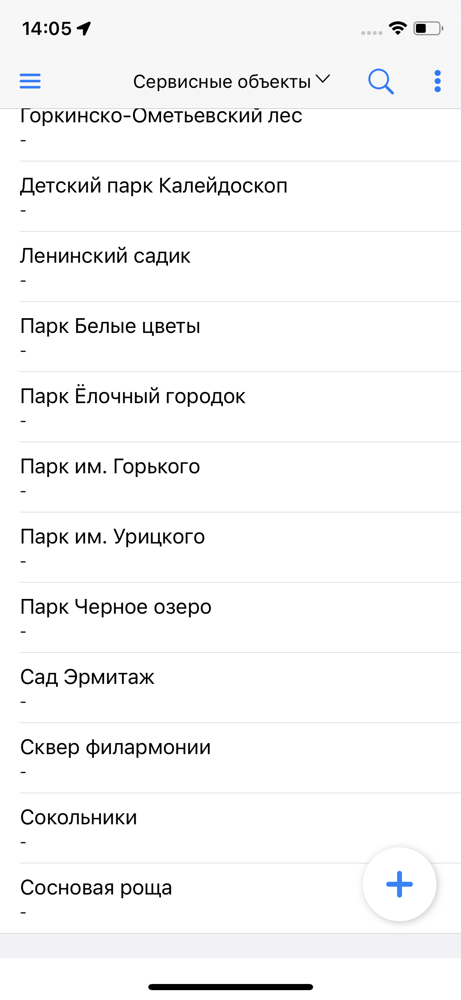 14:05
Сервисные объекты
Горкинско-Ометьевский лес
-
Детский парк Калейдоскоп
-
Ленинский садик
-
Парк Белые цветы
-
Парк Ёлочный городок
-
Парк им. Горького
-
Парк им. Урицкого
-
Парк Черное озеро
-
Сад Эрмитаж
-
Сквер филармонии
-
Сокольники
-
Сосновая роща
-